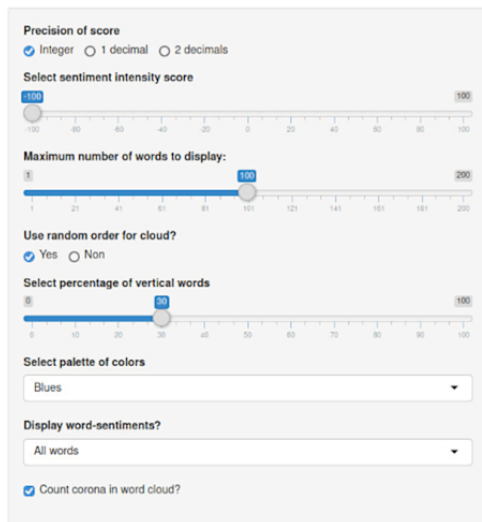 Precision of score
Integer 1 decimal 2 decimals
Select sentiment intensity score
-100 100
-100 -80 -60 -40 -20 0 20 40 60 80 100
Maximum number of words to display:
1 100 200
1 21 41 61 81 101 121 141 161 181 200
Use random order for cloud?
Yes Non
Select percentage of vertical words
0 30 100
0 10 20 30 40 50 60 70 80 90 100
Select palette of colors
Blues
Display word-sentiments?
All words
Count corona in word cloud?